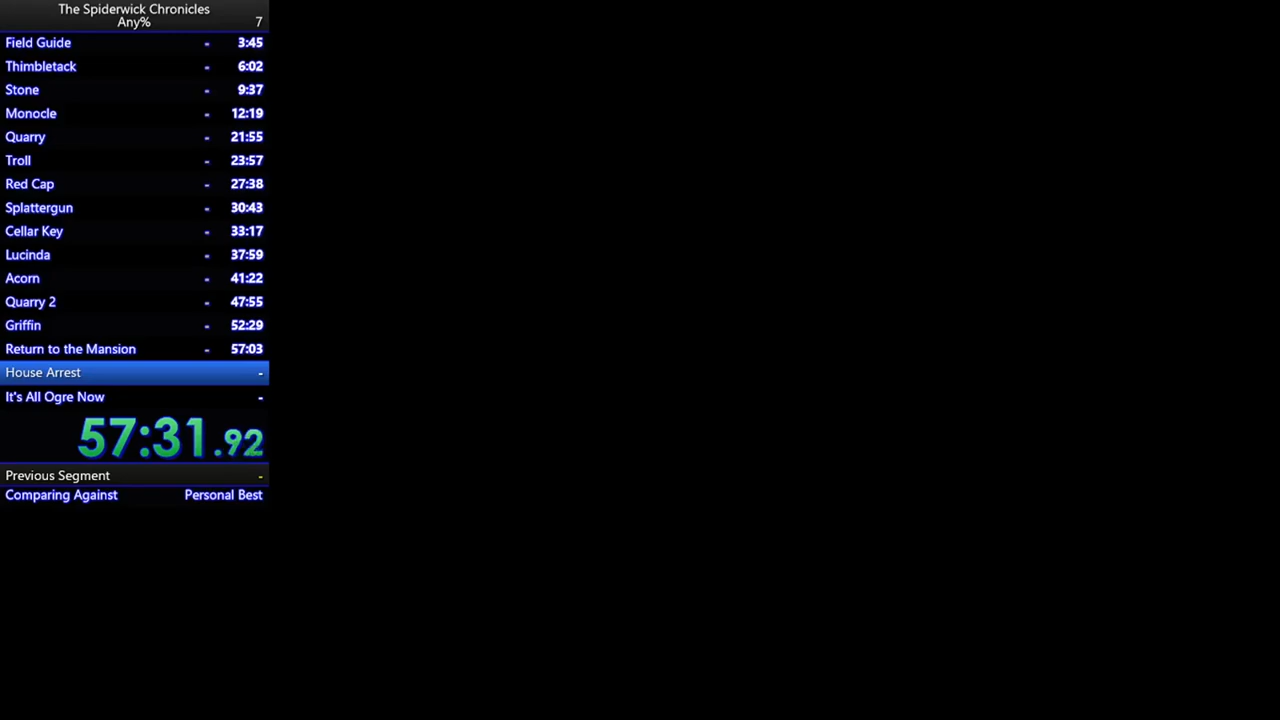 The Spiderwick Chronicles
Any% 7
Field Guide - 3:45
Thimbletack - 6:02
Stone - 9:37
Monocle - 12:19
Quarry - 21:55
Troll - 23:57
Red Cap - 27:38
Splattergun - 30:43
Cellar Key - 33:17
Lucinda - 37:59
Acorn - 41:22
Quarry 2 - 47:55
Griffin - 52:29
Return to the Mansion - 57:03
House Arrest -
It's All Ogre Now -
57:31.92
Previous Segment -
Comparing Against Personal Best